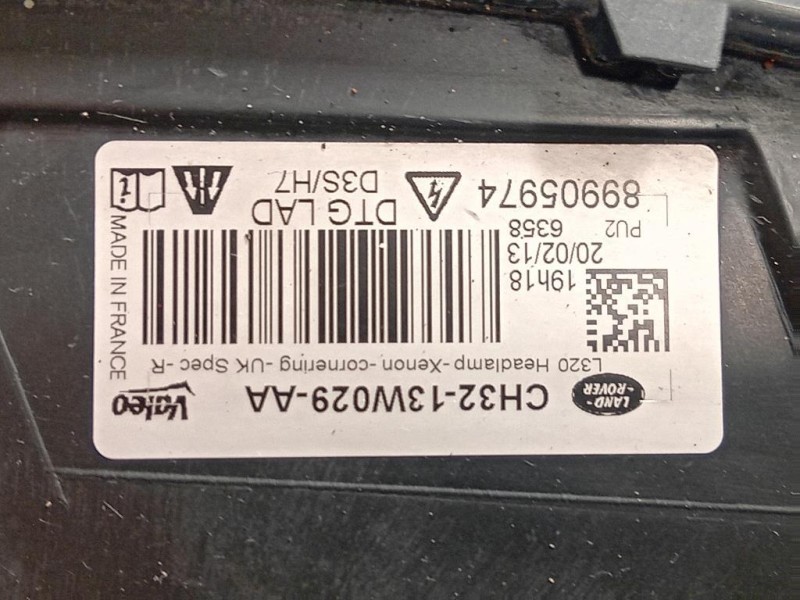 LAND-
ROVER
CH32-13W029-AA
Valeo
L320 Headlamp -Xenon -cornering -UK Spec -R
19h18
20/02/13
6358
PU2
89905974
DTG LAD
D3S/H7
MADE IN FRANCE
i